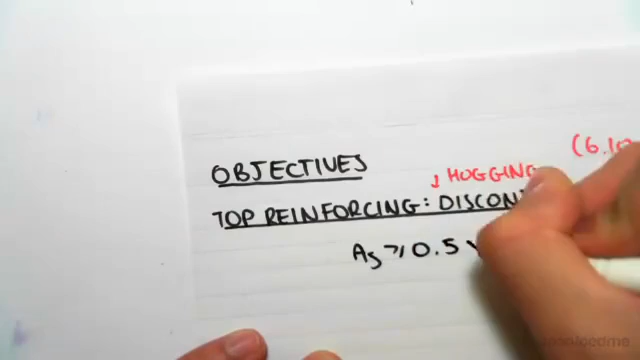 OBJECTIVES
HOGGING
TOP REINFORCING: DISCON
As ≥ 0.5